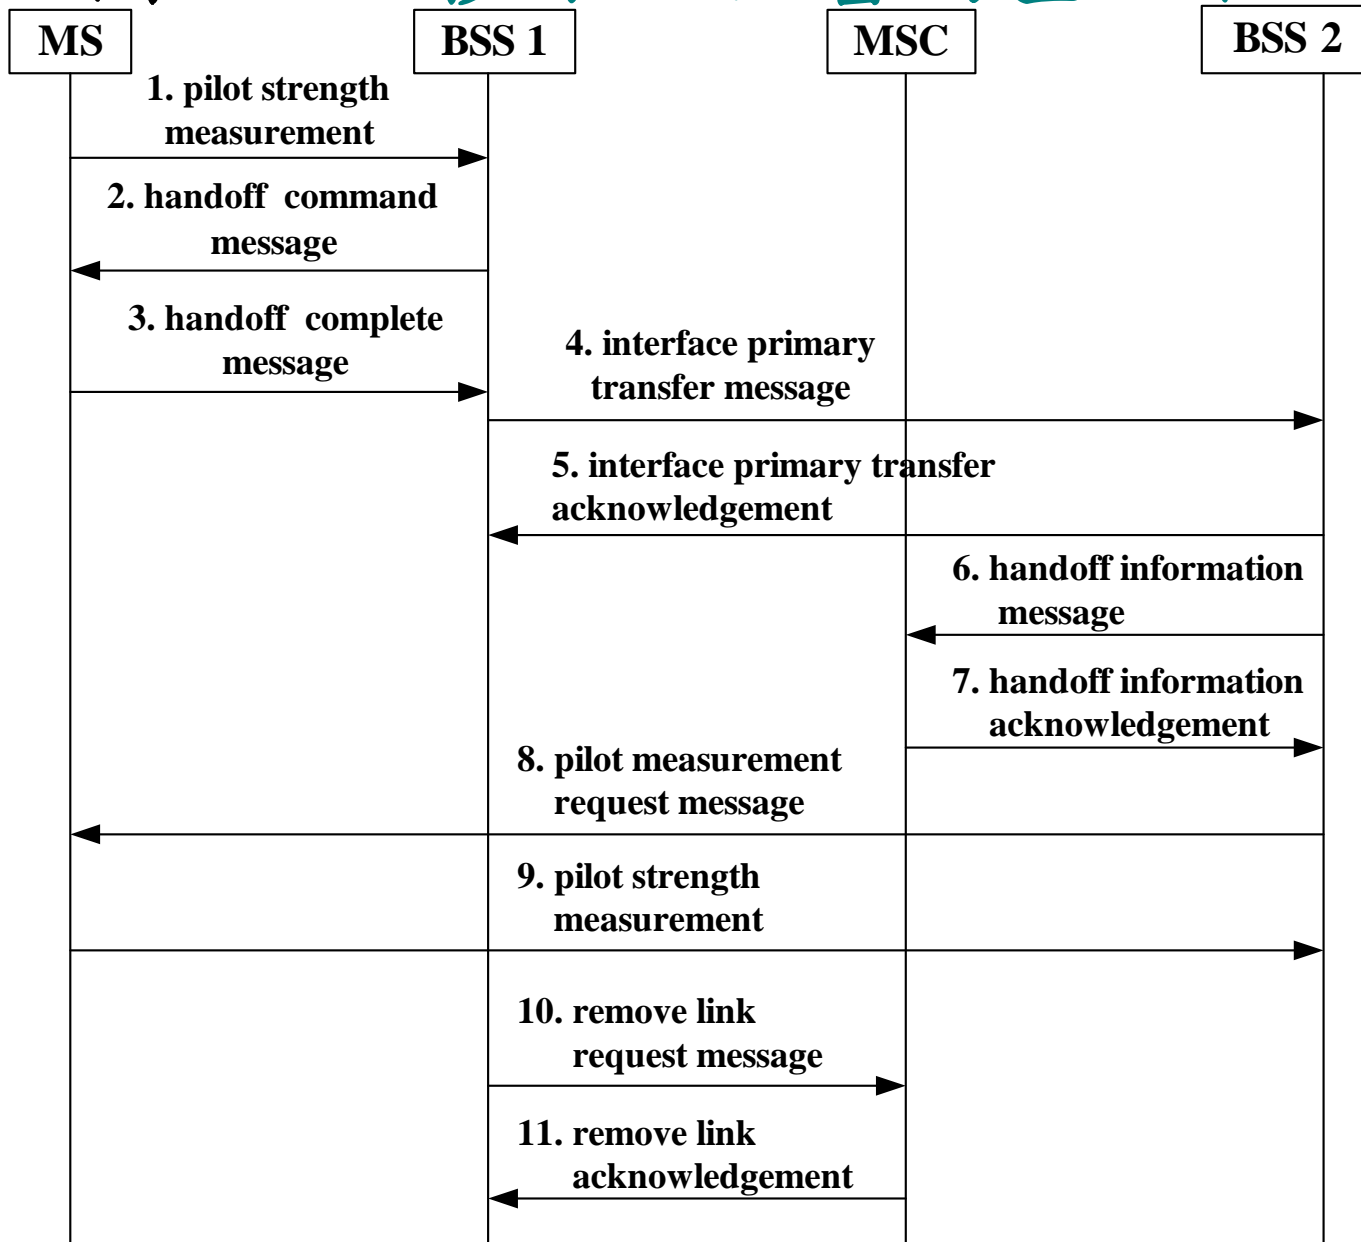 MS
BSS 1
MSC
BSS 2
1. pilot strength
measurement
2. handoff command
message
3. handoff complete
message
4. interface primary
transfer message
5. interface primary transfer
acknowledgement
6. handoff information
message
7. handoff information
acknowledgement
8. pilot measurement
request message
9. pilot strength
measurement
10. remove link
request message
11. remove link
acknowledgement